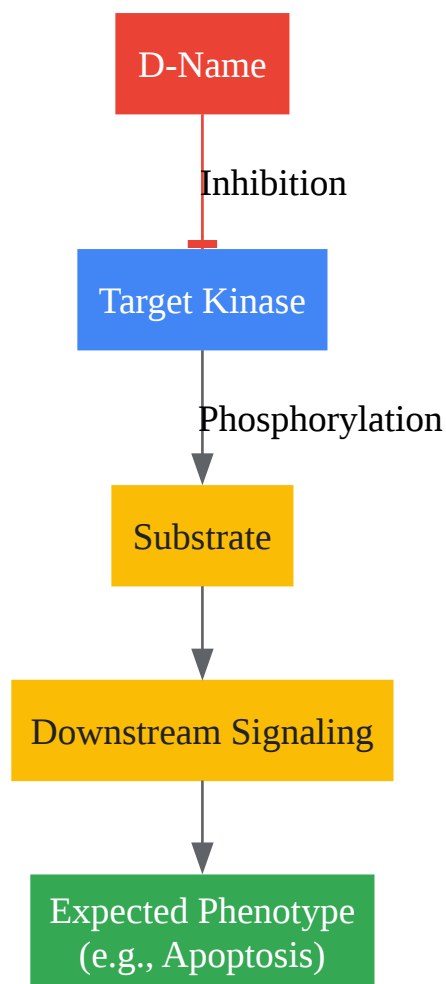 D-Name
Inhibition
Target Kinase
Phosphorylation
Substrate
Downstream Signaling
Expected Phenotype
(e.g., Apoptosis)